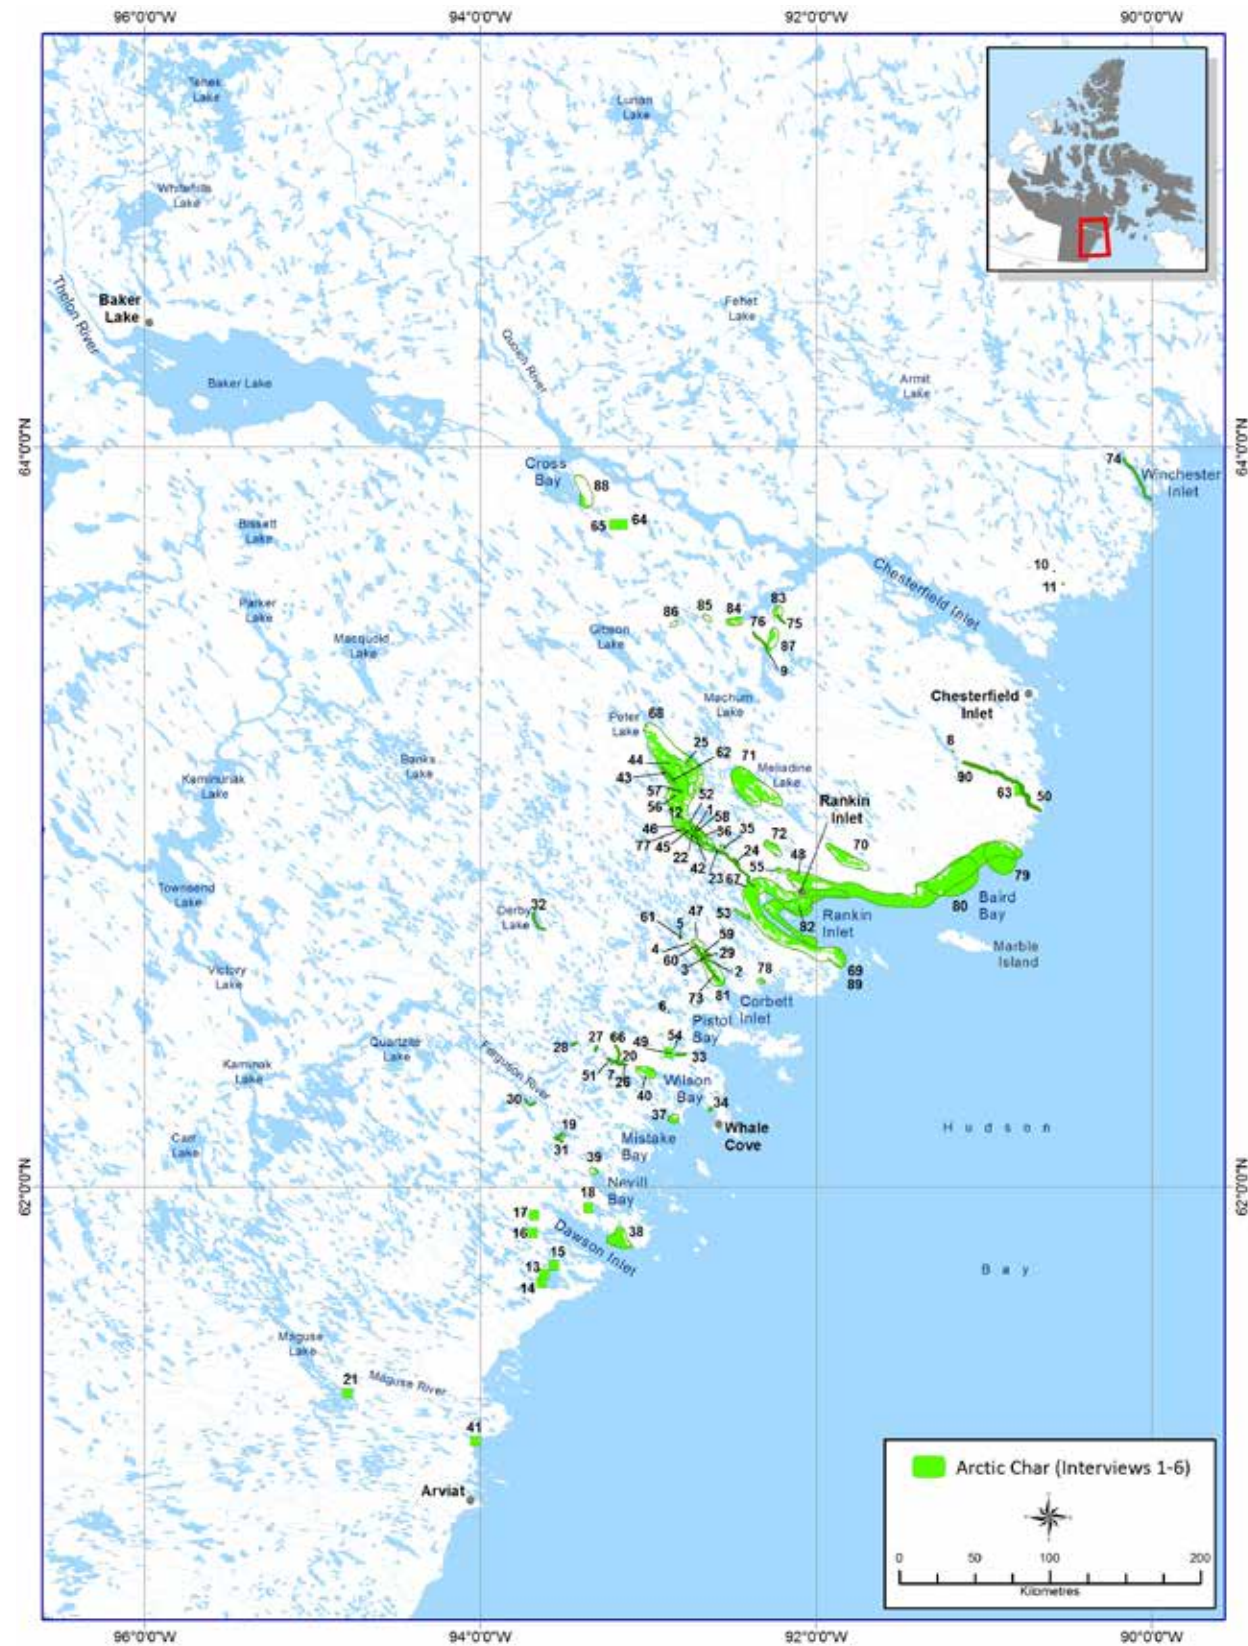 96°0'0"W 94°0'0"W 92°0'0"W 90°0'0"W
Tehek
Lake
Lunan
Lake
Whitehills
Lake
Thelon River
Baker
Lake
Baker Lake
Quoich River
Fehet
Lake
Armit
Lake
64°0'0"N
64°0'0"N
Cross
Bay
88
65
64
74
Winchester
Inlet
Bissett
Lake
10
11
Chesterfield Inlet
Parker
Lake
Macquoid
Lake
Gibson
Lake
86
85
84
83
76
75
87
9
Chesterfield
Inlet
Machum
Lake
Peter
Lake
68
25
62
71
44
43
Meliadine
Lake
8
90
63
50
Banks
Lake
Kaminuriak
Lake
57
56
52
12
1
58
46
36
35
77
45
22
42
23
24
Rankin
Inlet
72
70
48
55
67
79
80
Baird
Bay
Townsend
Lake
Derby
Lake
32
53
82
Rankin
Inlet
Marble
Island
61
5
47
4
59
60
29
3
2
73
81
78
69
89
Victory
Lake
Corbett
Inlet
6
Pistol
Bay
Quartzite
Lake
28
27
66
49
54
33
20
51
7
26
Kaminak
Lake
Ferguson River
40
Wilson
Bay
30
37
34
Whale
Cove
19
31
Mistake
Bay
Carr
Lake
39
Hudson
62°0'0"N
62°0'0"N
Nevill
Bay
18
17
16
38
Dawson Inlet
15
13
14
Bay
Maguse
Lake
21
Maguse River
41
Arviat
Arctic Char (Interviews 1-6)
0 50 100 200
Kilometres
96°0'0"W 94°0'0"W 92°0'0"W 90°0'0"W